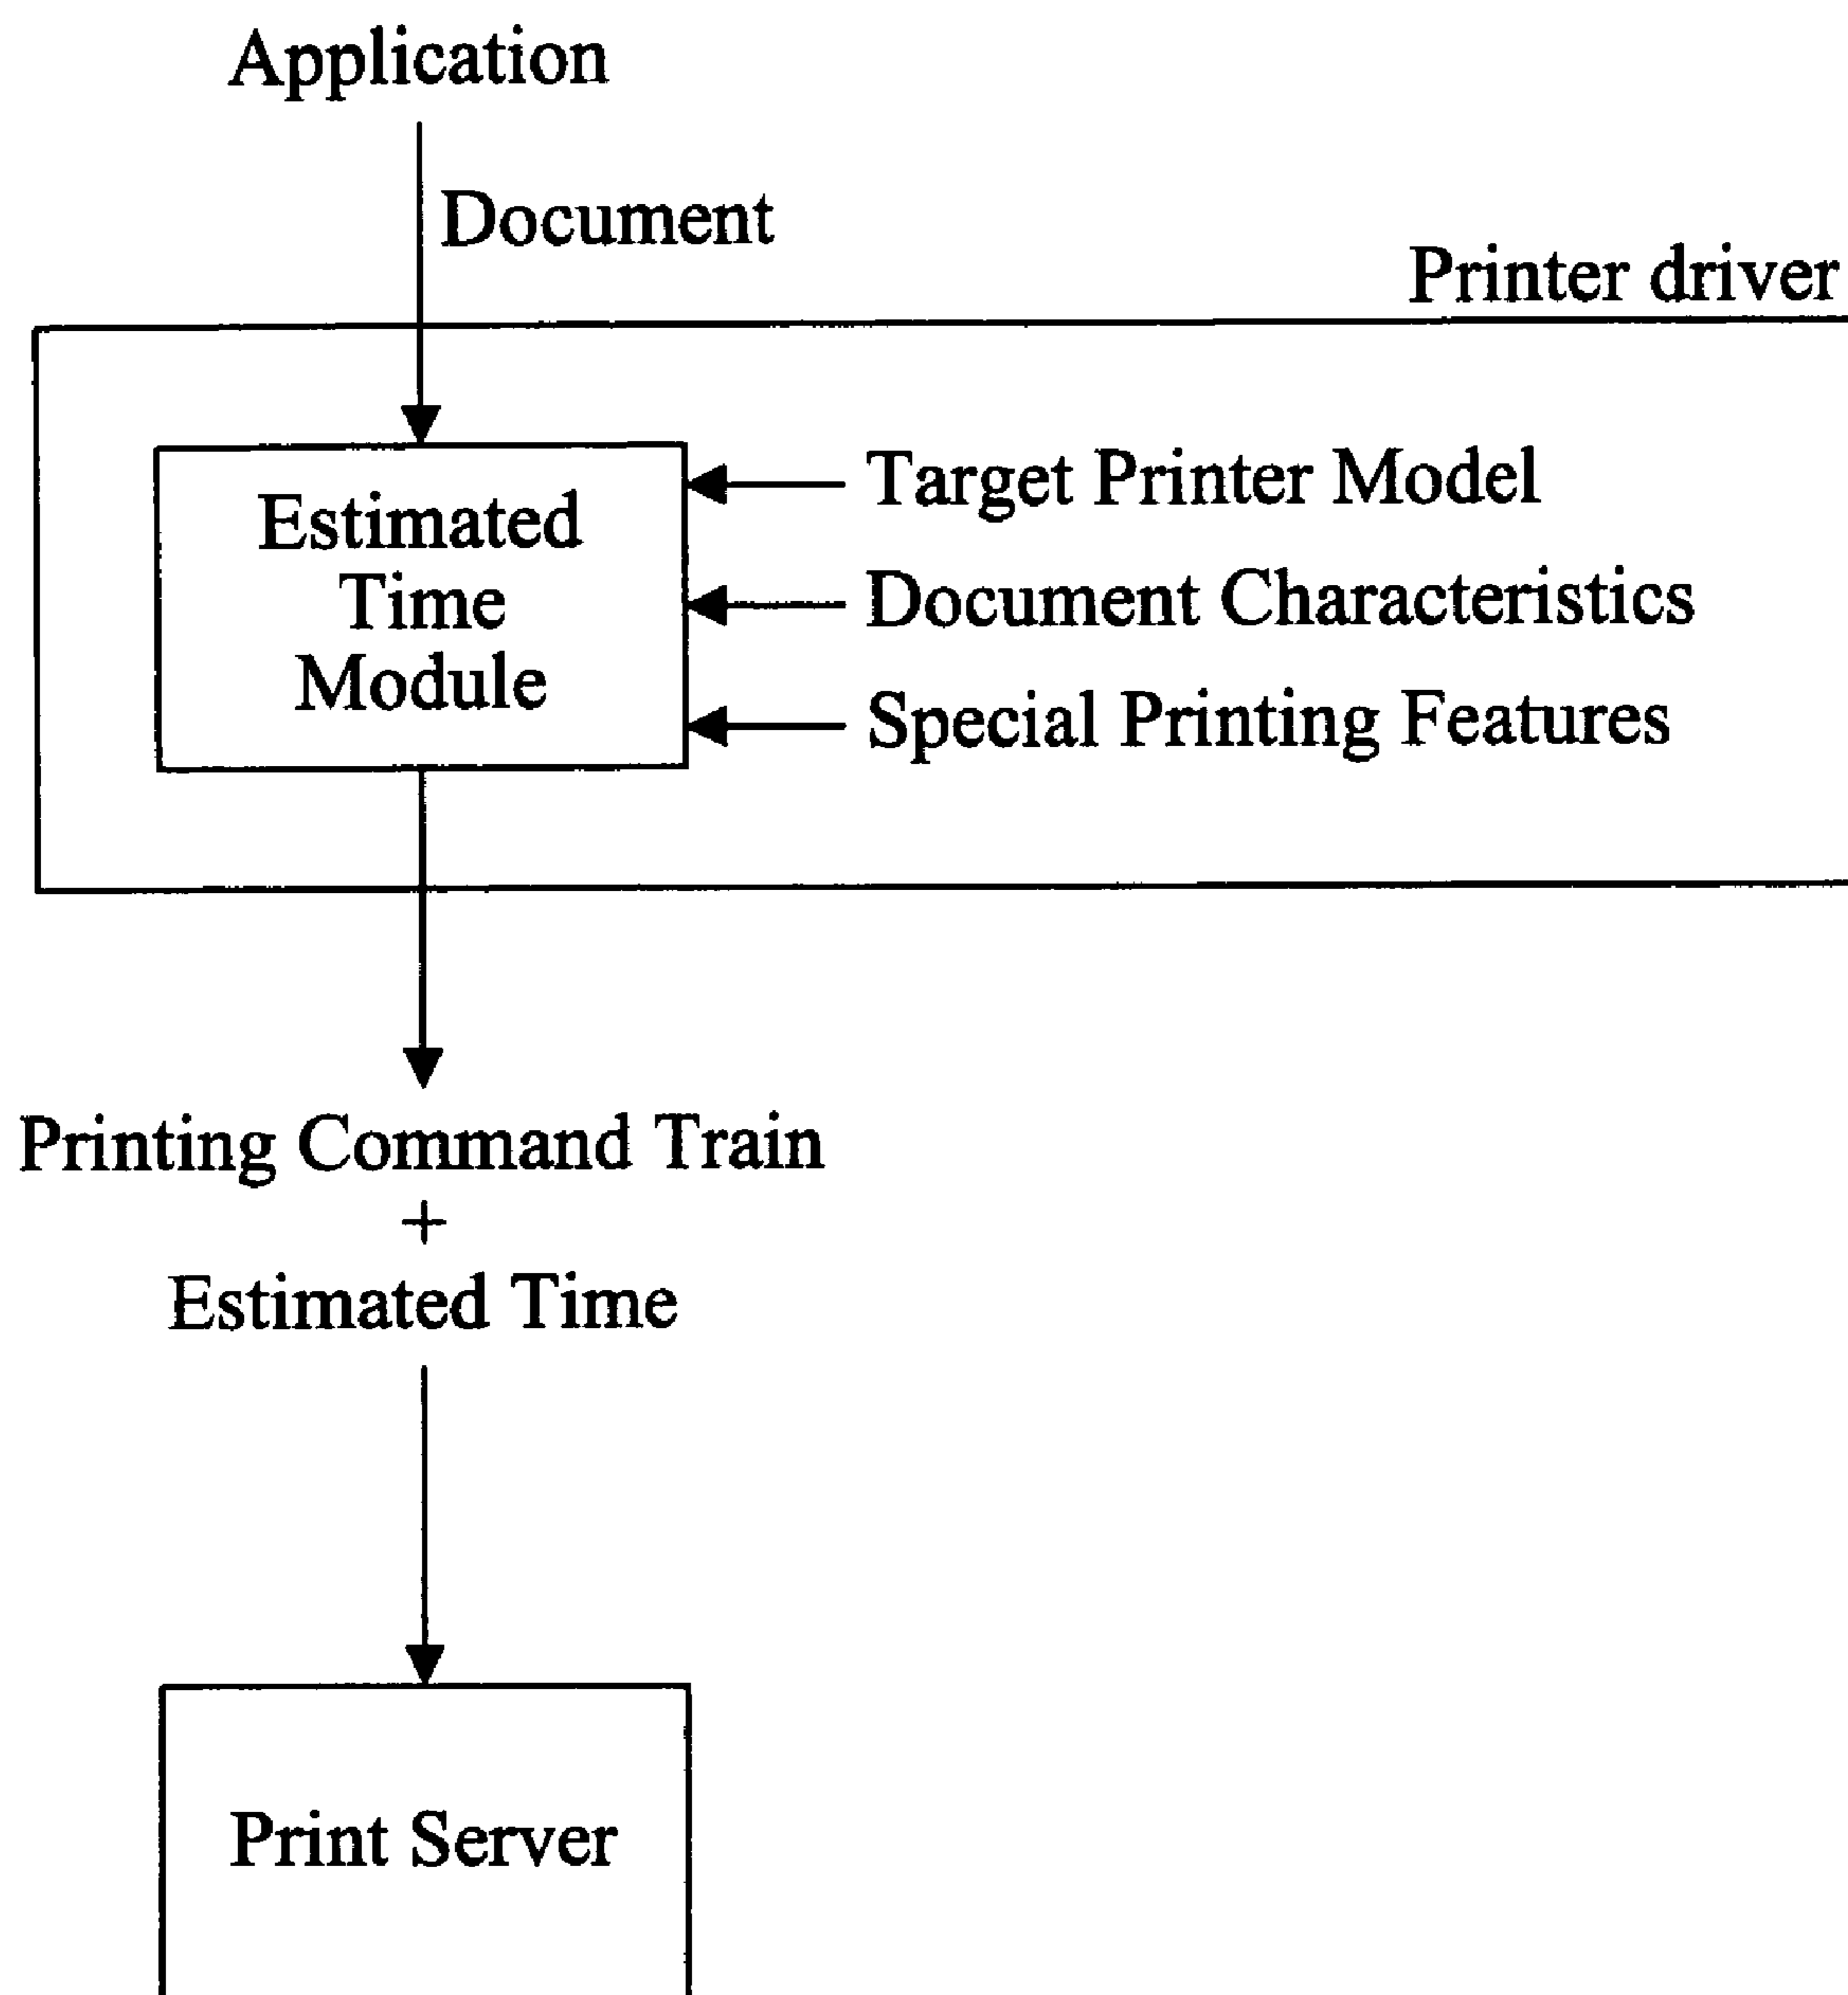 Application
Document
Printer driver
Estimated
Time
Module
Target Printer Model
Document Characteristics
Special Printing Features
Printing Command Train
+
Estimated Time
Print Server